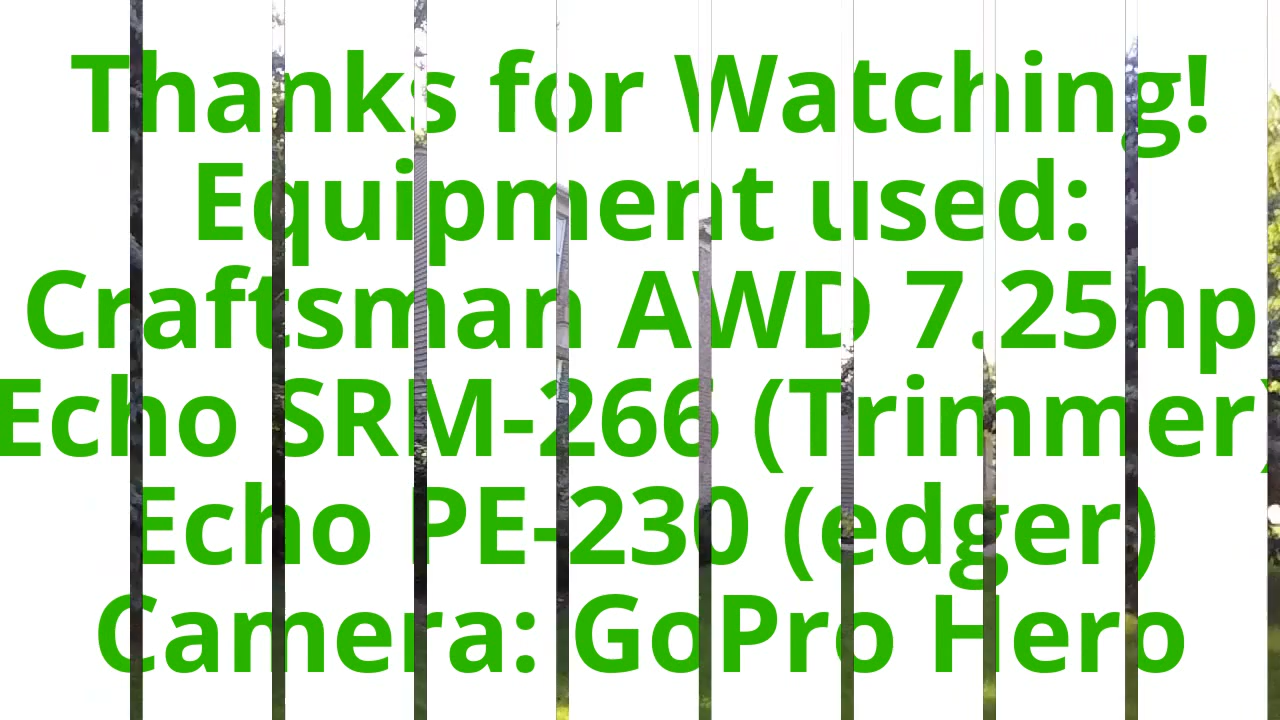 Thanks for Watching!
Equipment used:
Craftsman AWD 7.25hp
Echo SRM-266 (Trimmer)
Echo PE-230 (edger)
Camera: GoPro Hero